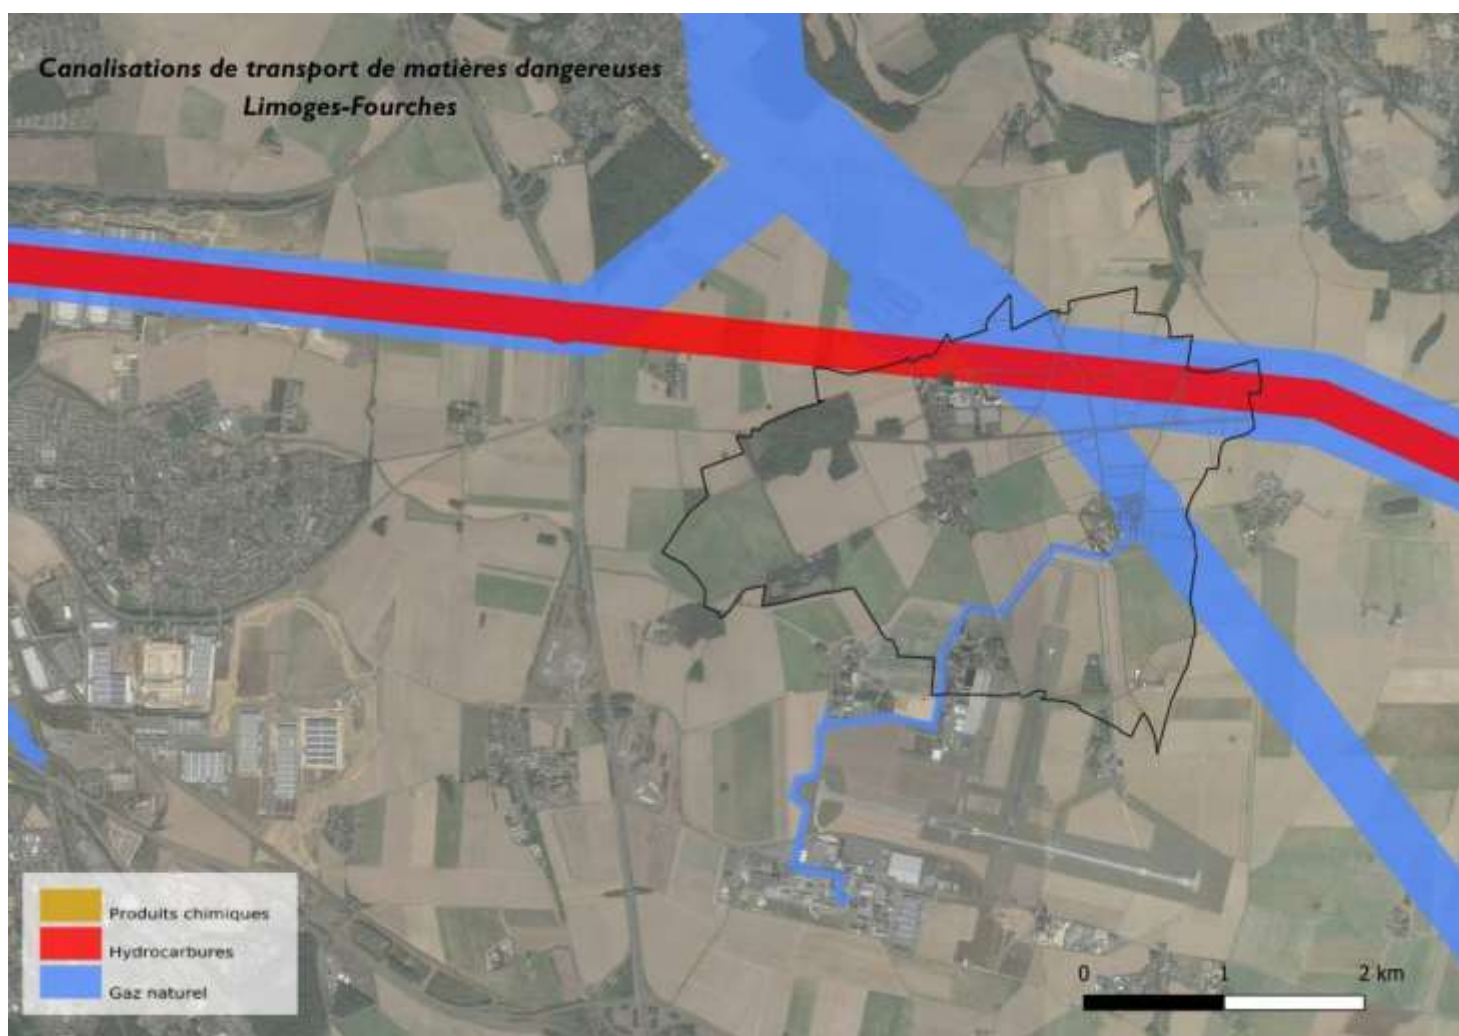 Canalisations de transport de matières dangereuses
Limoges-Fourches
Produits chimiques
Hydrocarbures
Gaz naturel
0 1 2 km